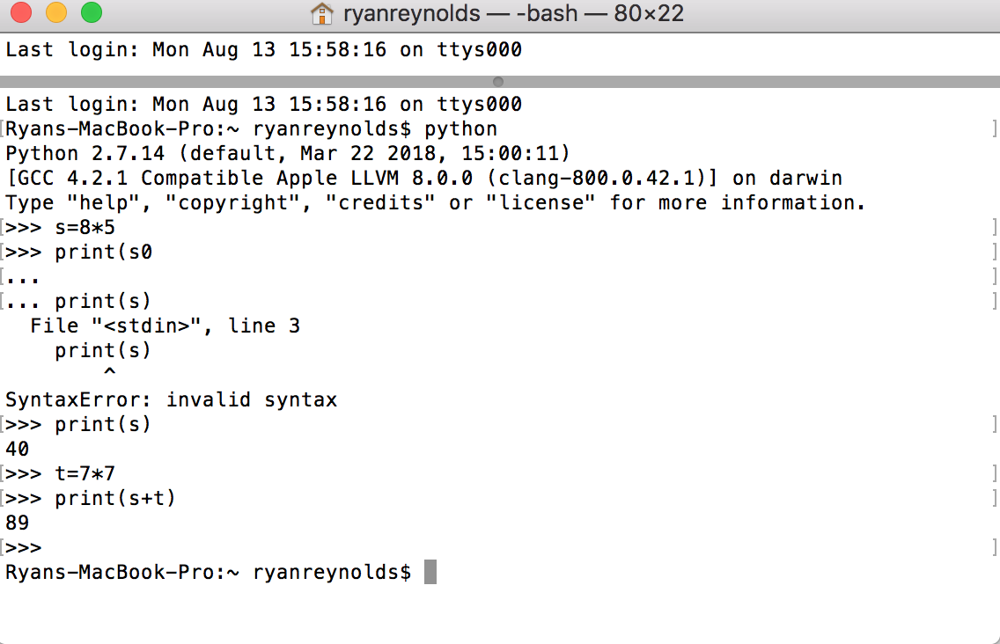 ryanreynolds — -bash — 80×22
Last login: Mon Aug 13 15:58:16 on ttys000
Last login: Mon Aug 13 15:58:16 on ttys000
[Ryans-MacBook-Pro:~ ryanreynolds$ python ]
Python 2.7.14 (default, Mar 22 2018, 15:00:11)
[GCC 4.2.1 Compatible Apple LLVM 8.0.0 (clang-800.0.42.1)] on darwin
Type "help", "copyright", "credits" or "license" for more information.
[>>> s=8*5 ]
[>>> print(s0 ]
[... ]
[... print(s) ]
  File "<stdin>", line 3
    print(s)
        ^
SyntaxError: invalid syntax
[>>> print(s) ]
40
[>>> t=7*7 ]
[>>> print(s+t) ]
89
[>>> ]
Ryans-MacBook-Pro:~ ryanreynolds$